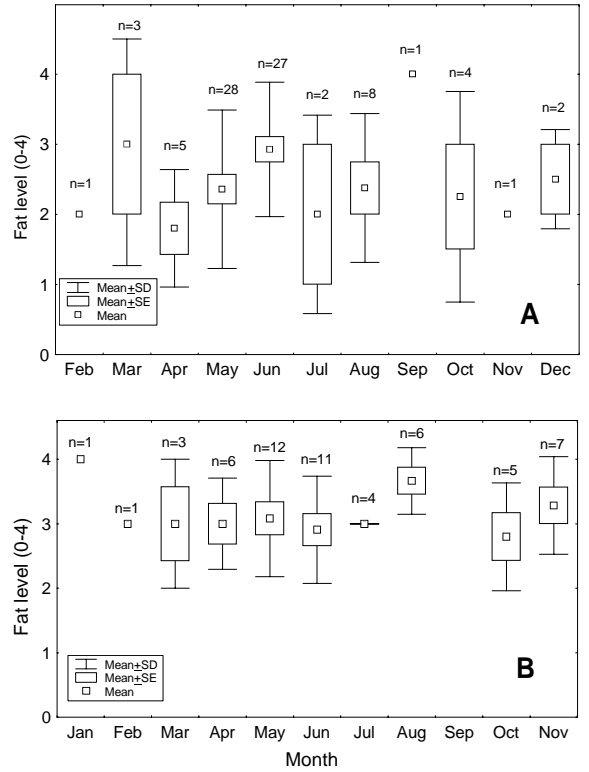 n=3
n=27
n=1
4
n=4
n=28
n=2
n=8
n=2
n=5
3
n=1
n=1
2
Fat level (0-4)
1
Mean+SD
Mean+SE
Mean
A
0
Feb Mar Apr May Jun Jul Aug Sep Oct Nov Dec
n=1
n=3
n=12
n=6
n=7
n=6
n=11
n=5
4
n=1
n=4
3
2
Fat level (0-4)
1
Mean+SD
Mean+SE
Mean
B
0
Jan Feb Mar Apr May Jun Jul Aug Sep Oct Nov
Month